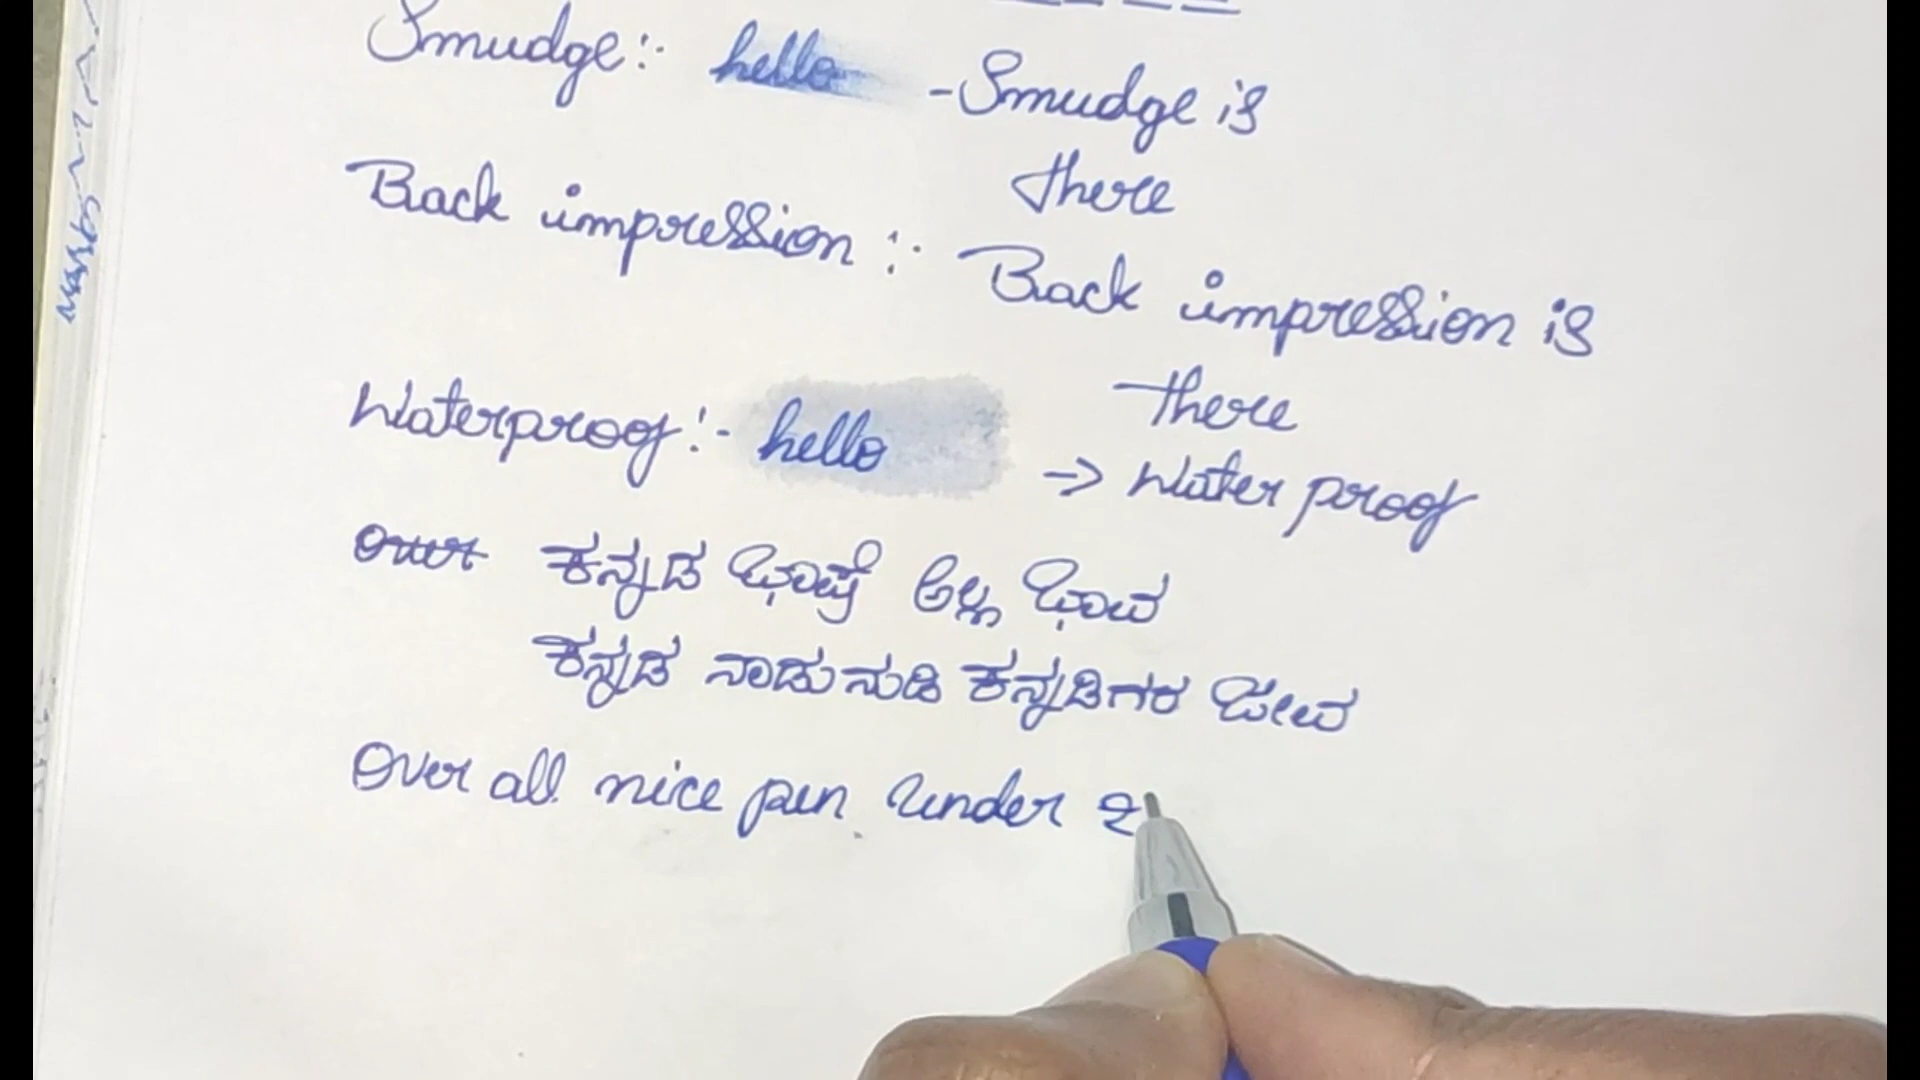 Smudge:- hello - Smudge is
there
Back impression :- Back impression is
there
Waterproof:- hello → Water proof
ಕನ್ನಡ ಭಾಷೆ ಅಲ್ಲ ಭಾವ
ಕನ್ನಡ ನಾಡು ನುಡಿ ಕನ್ನಡಿಗರ ಜೀವ
Over all nice pen under 2